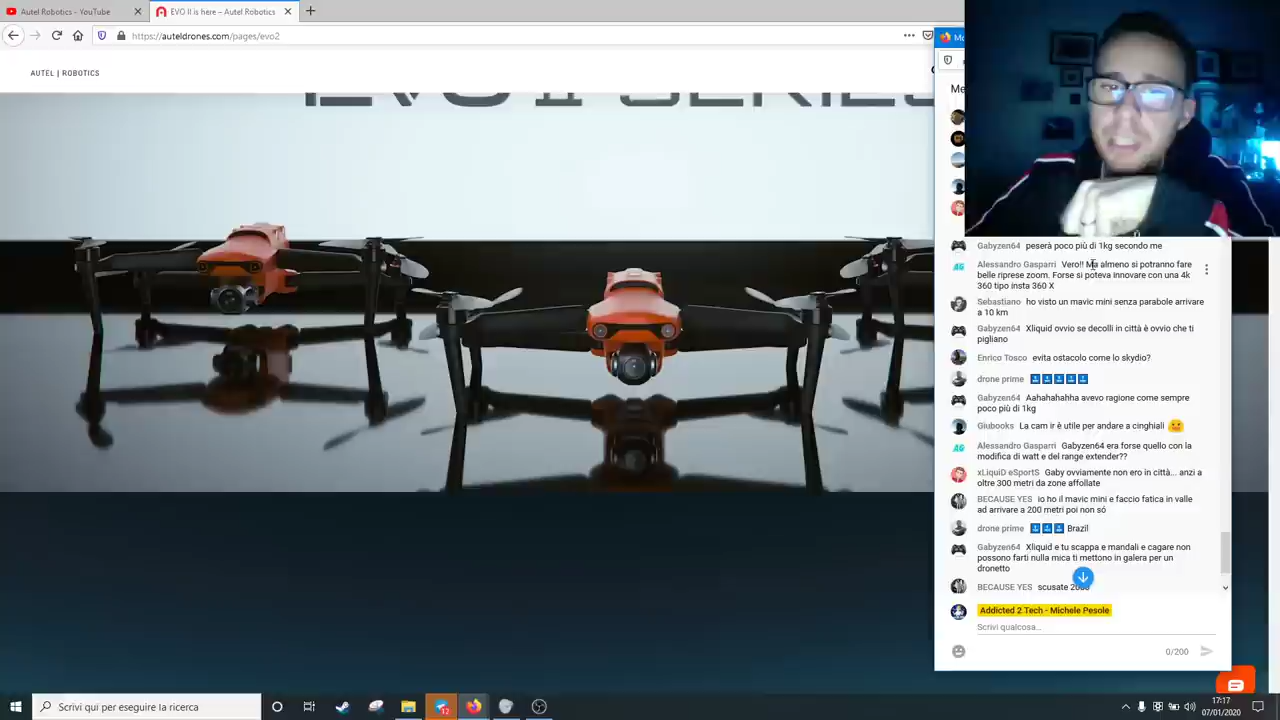 Autel Robotics - YouTube
EVO II is here – Autel Robotics
https://auteldrones.com/pages/evo2
AUTEL | ROBOTICS
EVO II SERIES
Gabyzen64 peserà poco più di 1kg secondo me
Alessandro Gasparri Vero!! Ma almeno si potranno fare
belle riprese zoom. Forse si poteva innovare con una 4k
360 tipo insta 360 X
Sebastiano ho visto un mavic mini senza parabole arrivare
a 10 km
Gabyzen64 Xliquid ovvio se decolli in città è ovvio che ti
pigliano
Enrico Tosco evita ostacolo come lo skydio?
drone prime
Gabyzen64 Aahahahahha avevo ragione come sempre
poco più di 1kg
Giubooks La cam ir è utile per andare a cinghiali
AG Alessandro Gasparri Gabyzen64 era forse quello con la
modifica di watt e del range extender??
xLiquiD eSportS Gaby ovviamente non ero in città... anzi a
oltre 300 metri da zone affollate
BECAUSE YES io ho il mavic mini e faccio fatica in valle
ad arrivare a 200 metri poi non só
drone prime Brazil
Gabyzen64 Xliquid e tu scappa e mandali e cagare non
possono farti nulla mica ti mettono in galera per un
dronetto
BECAUSE YES scusate
Addicted 2 Tech - Michele Pesole
Scrivi qualcosa...
0/200
Scrivi qui per eseguire la ricerca
12
17:17
07/01/2020